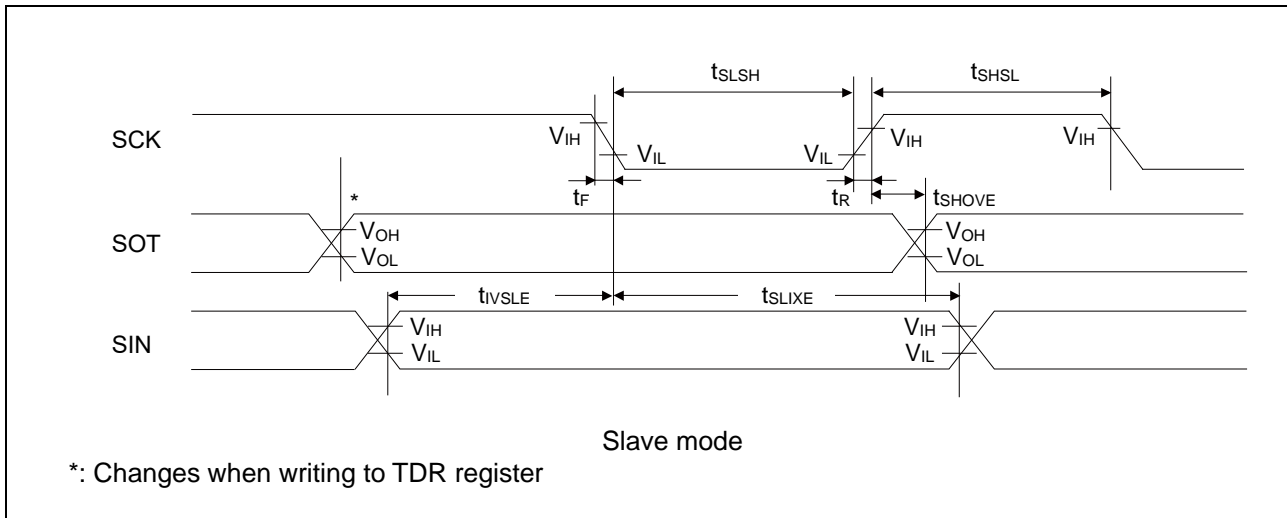 tSLSH tSHSL
SCK VIH VIL VIL VIH VIH
tF tR tSHOVE
* VOH VOH
SOT VOL VOL
tIVSLE tSLIXE
VIH VIH
SIN VIL VIL
Slave mode
*: Changes when writing to TDR register